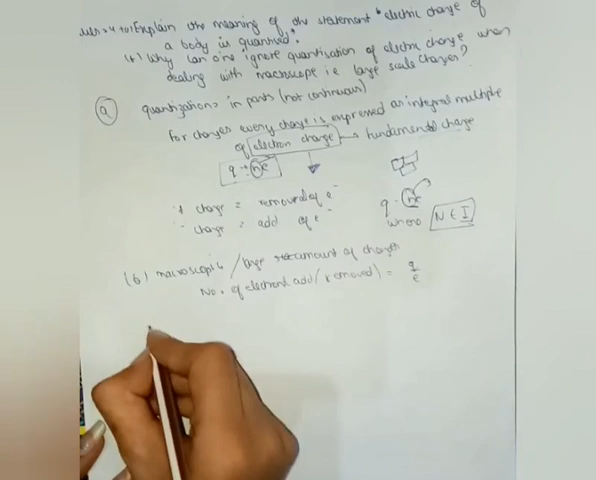 Explain the meaning of the statement "electric charge of
a body is quantised".
(b) Why can one ignore quantization of electric charge when
dealing with macroscopic i.e large scale charges?
(a) quantization = in parts (not continuous)
For charges every charge is expressed as integral multiple
of electron charge → fundamental charge
q = ne
+ charge = removal of e⁻
- charge = add of e⁻
q = ne
where N ∈ I
(b) macroscopic / large amount of charges
No. of electrons add/removed) = q/e